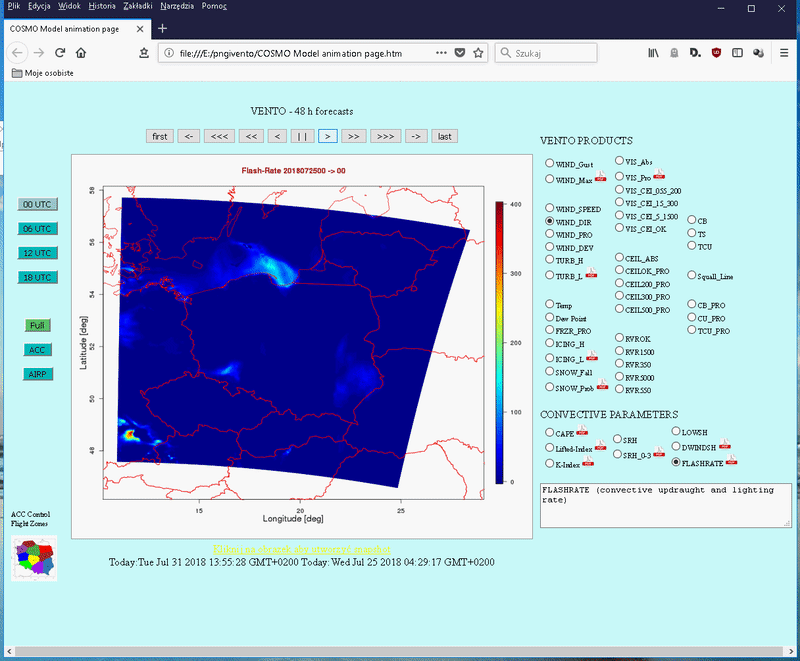 Plik Edycja Widok Historia Zakładki Narzędzia Pomoc
COSMO Model animation page
file:///E:/pngivento/COSMO Model animation page.htm
Szukaj
Moje osobiste
VENTO - 48 h forecasts
first <- <<< << < || > >> >>> -> last
Flash-Rate 2018072500 -> 00
Latitude [deg]
58
56
54
52
50
48
15 20 25
Longitude [deg]
400
300
200
100
0
00 UTC
06 UTC
12 UTC
18 UTC
Full
ACC
AIRP
ACC Control
Flight Zones
Today:Tue Jul 31 2018 13:55:28 GMT+0200 Today: Wed Jul 25 2018 04:29:17 GMT+0200
VENTO PRODUCTS
WIND_Gust
WIND_Max
WIND_SPEED
WIND_DIR
WIND_PRO
WIND_DEV
TURB_H
TURB_L
Temp
Dew Point
FRZR_PRO
ICING_H
ICING_L
SNOW_Fall
SNOW_Prob
VIS_Abs
VIS_Pro
VIS_CEI_055_200
VIS_CEI_15_300
VIS_CEI_5_1500
VIS_CEI_OK
CEIL_ABS
CEILOK_PRO
CEIL200_PRO
CEIL300_PRO
CEIL500_PRO
RVROK
RVR1500
RVR350
RVR5000
RVR550
CB
TS
TCU
Squall_Line
CB_PRO
CU_PRO
TCU_PRO
CONVECTIVE PARAMETERS
CAPE
Lifted-Index
K-Index
SRH
SRH_0-3
LOWSH
DWINDSH
FLASHRATE
FLASHRATE (convective updraught and lighting
rate)